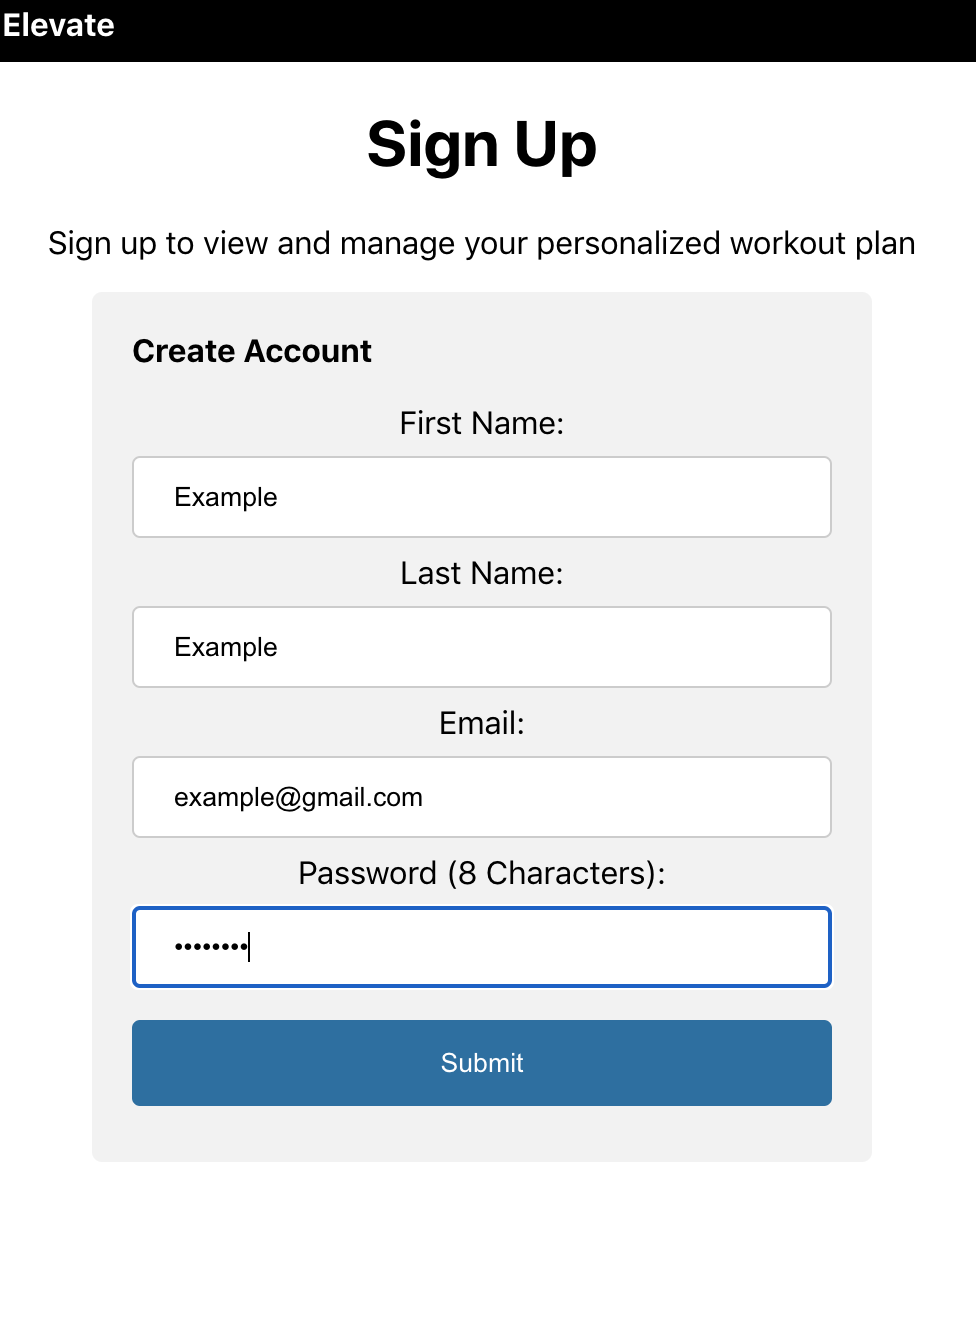 Elevate
Sign Up
Sign up to view and manage your personalized workout plan
Create Account
First Name:
Example
Last Name:
Example
Email:
example@gmail.com
Password (8 Characters):
••••••••
Submit